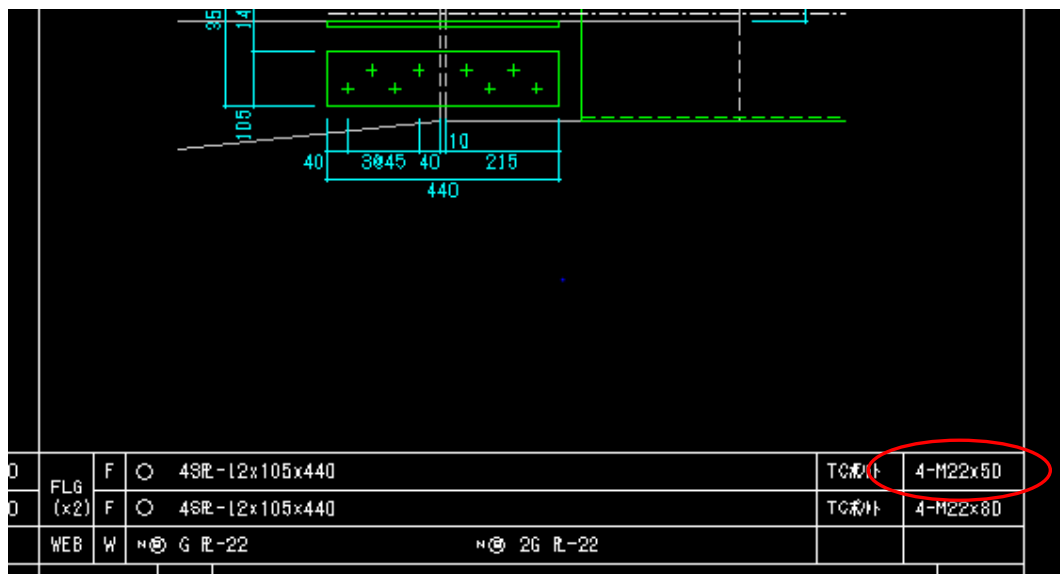 35
14
105
10
40 3@45 40 215
440
FLG (x2)
F ○ 4SPL-12x105x440 TCボルト 4-M22x50
F ○ 4SPL-12x105x440 TCボルト 4-M22x80
WEB W G PL-22 2G PL-22